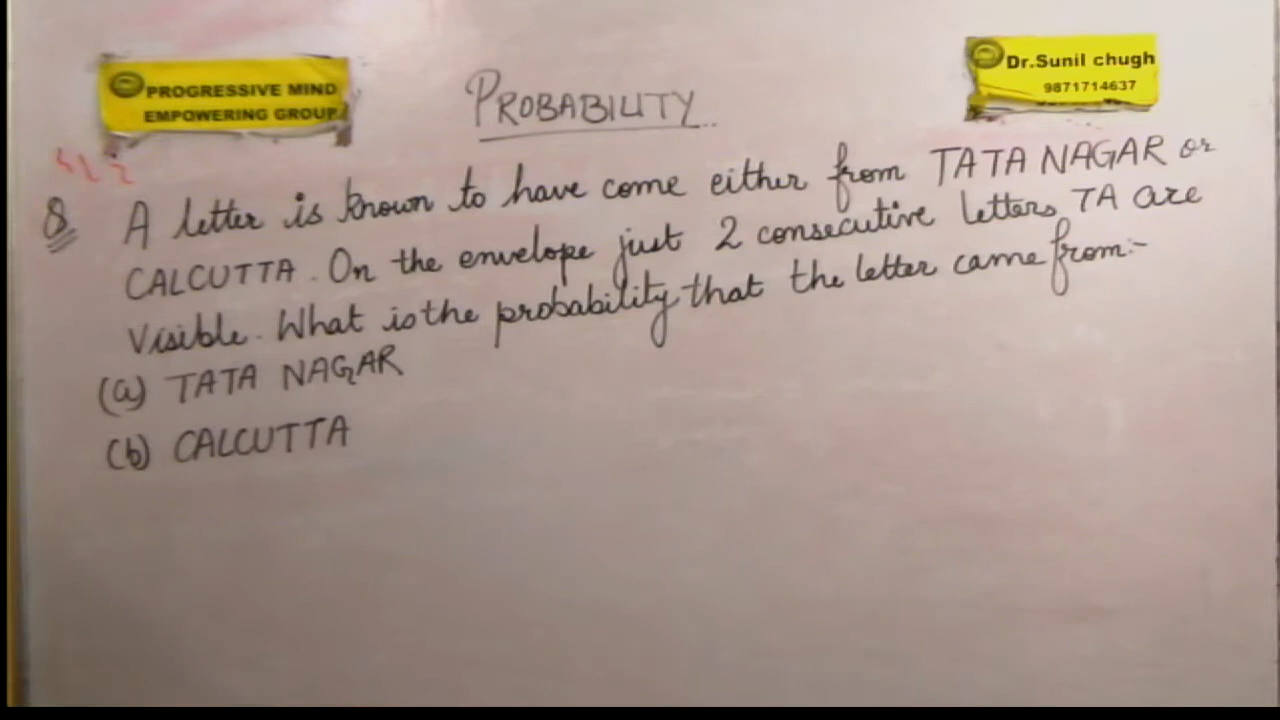 PROGRESSIVE MIND
EMPOWERING GROUP
PROBABILITY
Dr.Sunil chugh
9871714637
8 A letter is known to have come either from TATA NAGAR or
CALCUTTA. On the envelope just 2 consecutive letters TA are
visible. What is the probability that the letter came from:-
(a) TATA NAGAR
(b) CALCUTTA